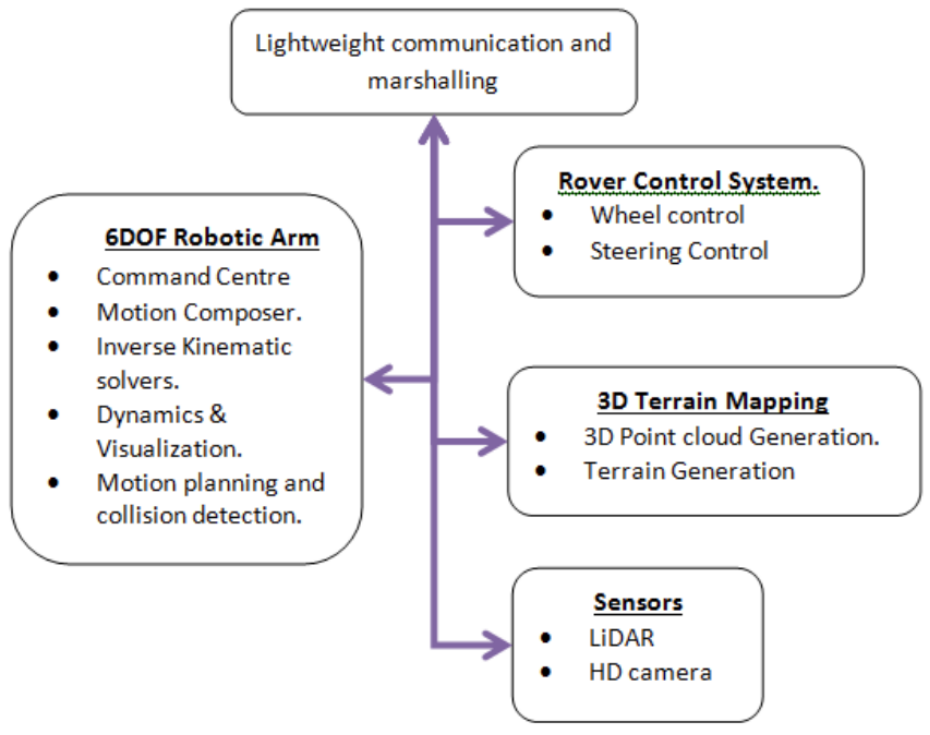 Lightweight communication and
marshalling
Rover Control System.
• Wheel control
• Steering Control
6DOF Robotic Arm
• Command Centre
• Motion Composer.
• Inverse Kinematic
solvers.
• Dynamics &
Visualization.
• Motion planning and
collision detection.
3D Terrain Mapping
• 3D Point cloud Generation.
• Terrain Generation
Sensors
• LiDAR
• HD camera